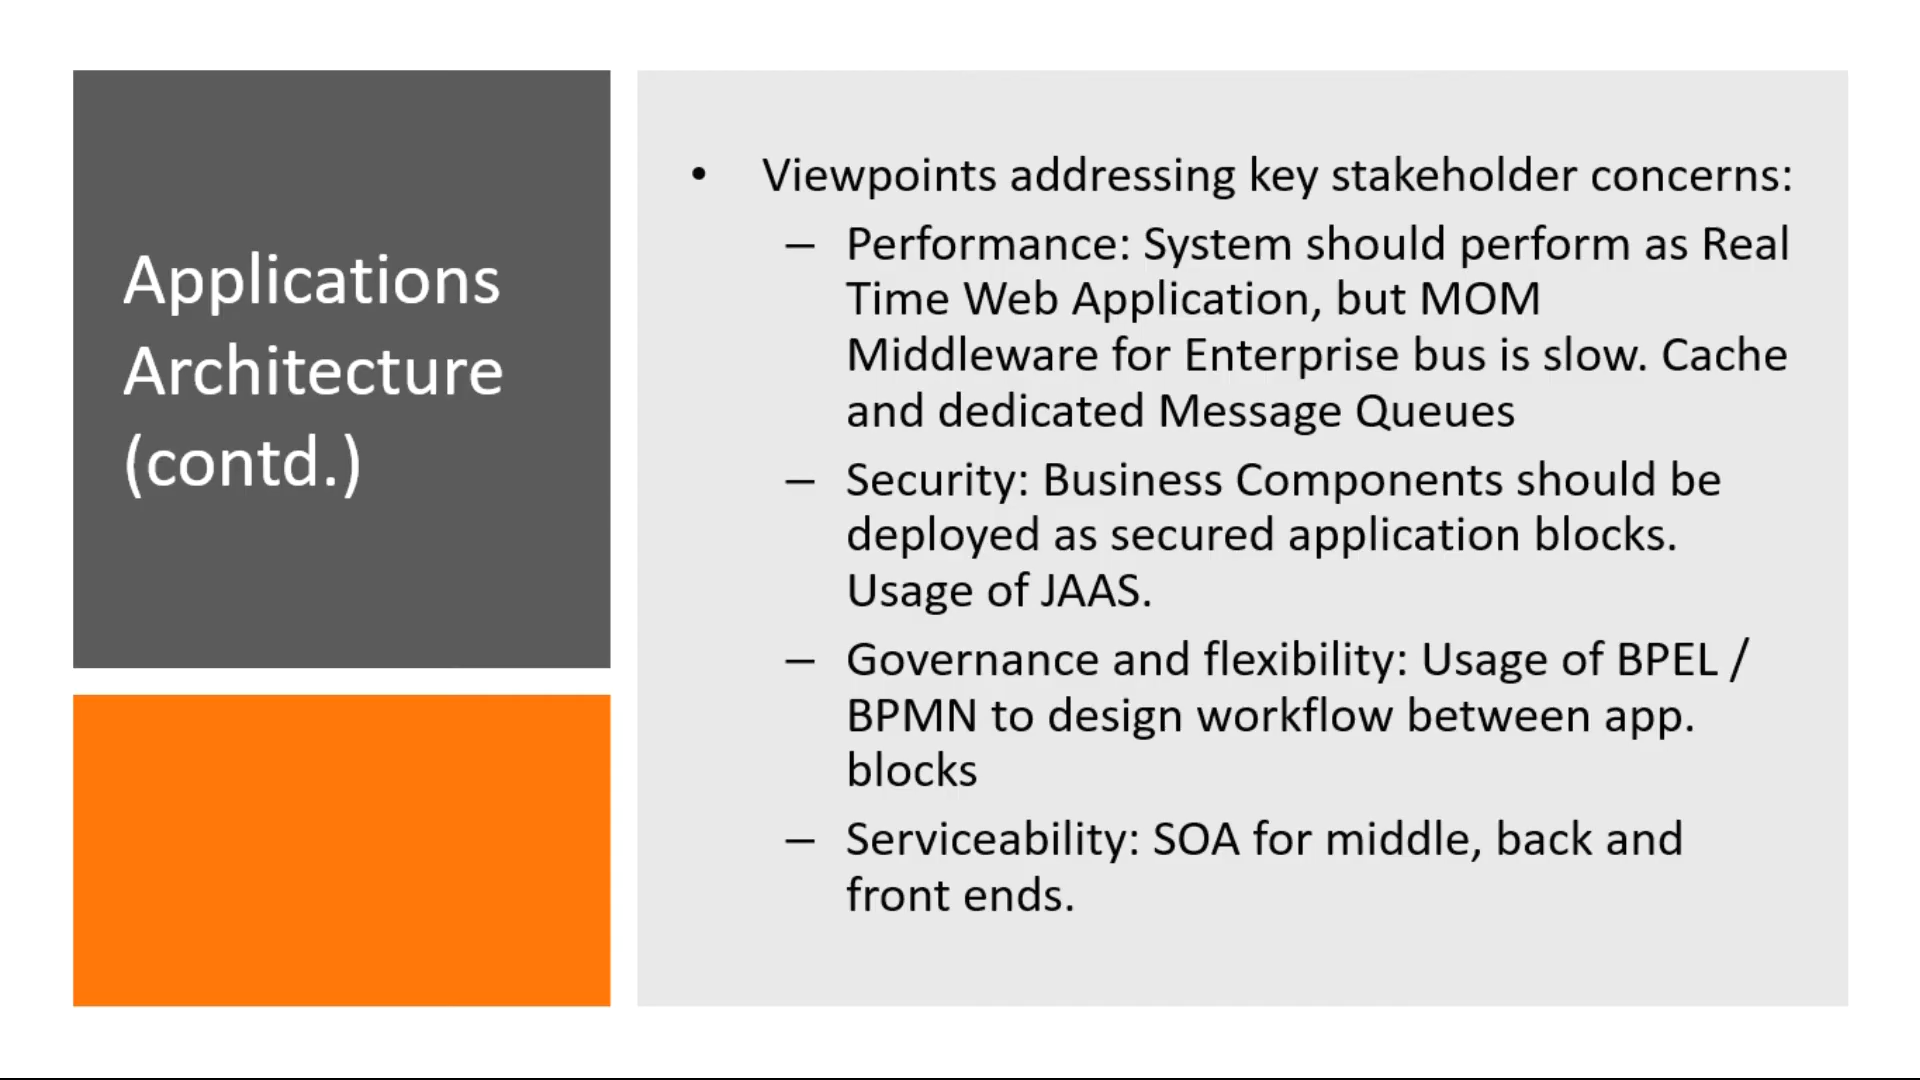 Applications
Architecture
(contd.)
• Viewpoints addressing key stakeholder concerns:
– Performance: System should perform as Real
Time Web Application, but MOM
Middleware for Enterprise bus is slow. Cache
and dedicated Message Queues
– Security: Business Components should be
deployed as secured application blocks.
Usage of JAAS.
– Governance and flexibility: Usage of BPEL /
BPMN to design workflow between app.
blocks
– Serviceability: SOA for middle, back and
front ends.